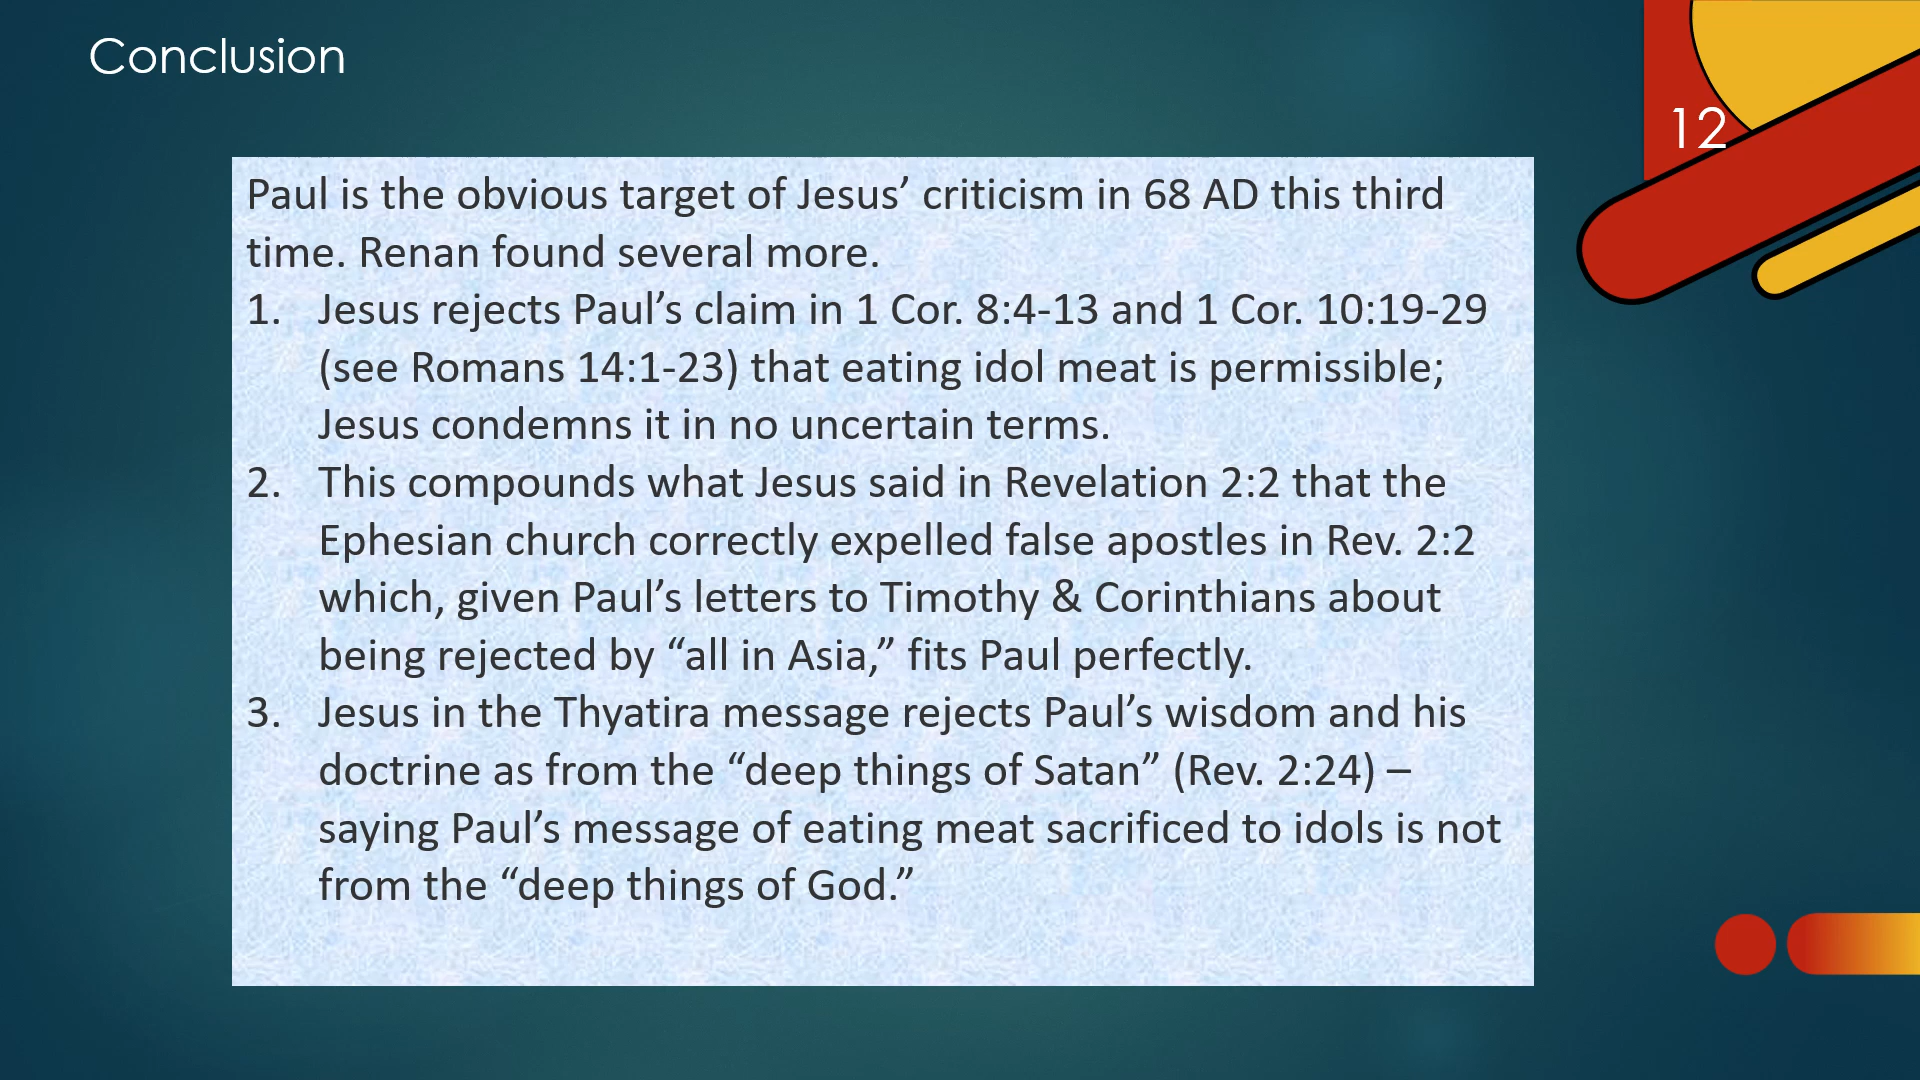 Conclusion
12
Paul is the obvious target of Jesus’ criticism in 68 AD this third
time. Renan found several more.
1. Jesus rejects Paul’s claim in 1 Cor. 8:4-13 and 1 Cor. 10:19-29
(see Romans 14:1-23) that eating idol meat is permissible;
Jesus condemns it in no uncertain terms.
2. This compounds what Jesus said in Revelation 2:2 that the
Ephesian church correctly expelled false apostles in Rev. 2:2
which, given Paul’s letters to Timothy & Corinthians about
being rejected by “all in Asia,” fits Paul perfectly.
3. Jesus in the Thyatira message rejects Paul’s wisdom and his
doctrine as from the “deep things of Satan” (Rev. 2:24) –
saying Paul’s message of eating meat sacrificed to idols is not
from the “deep things of God.”